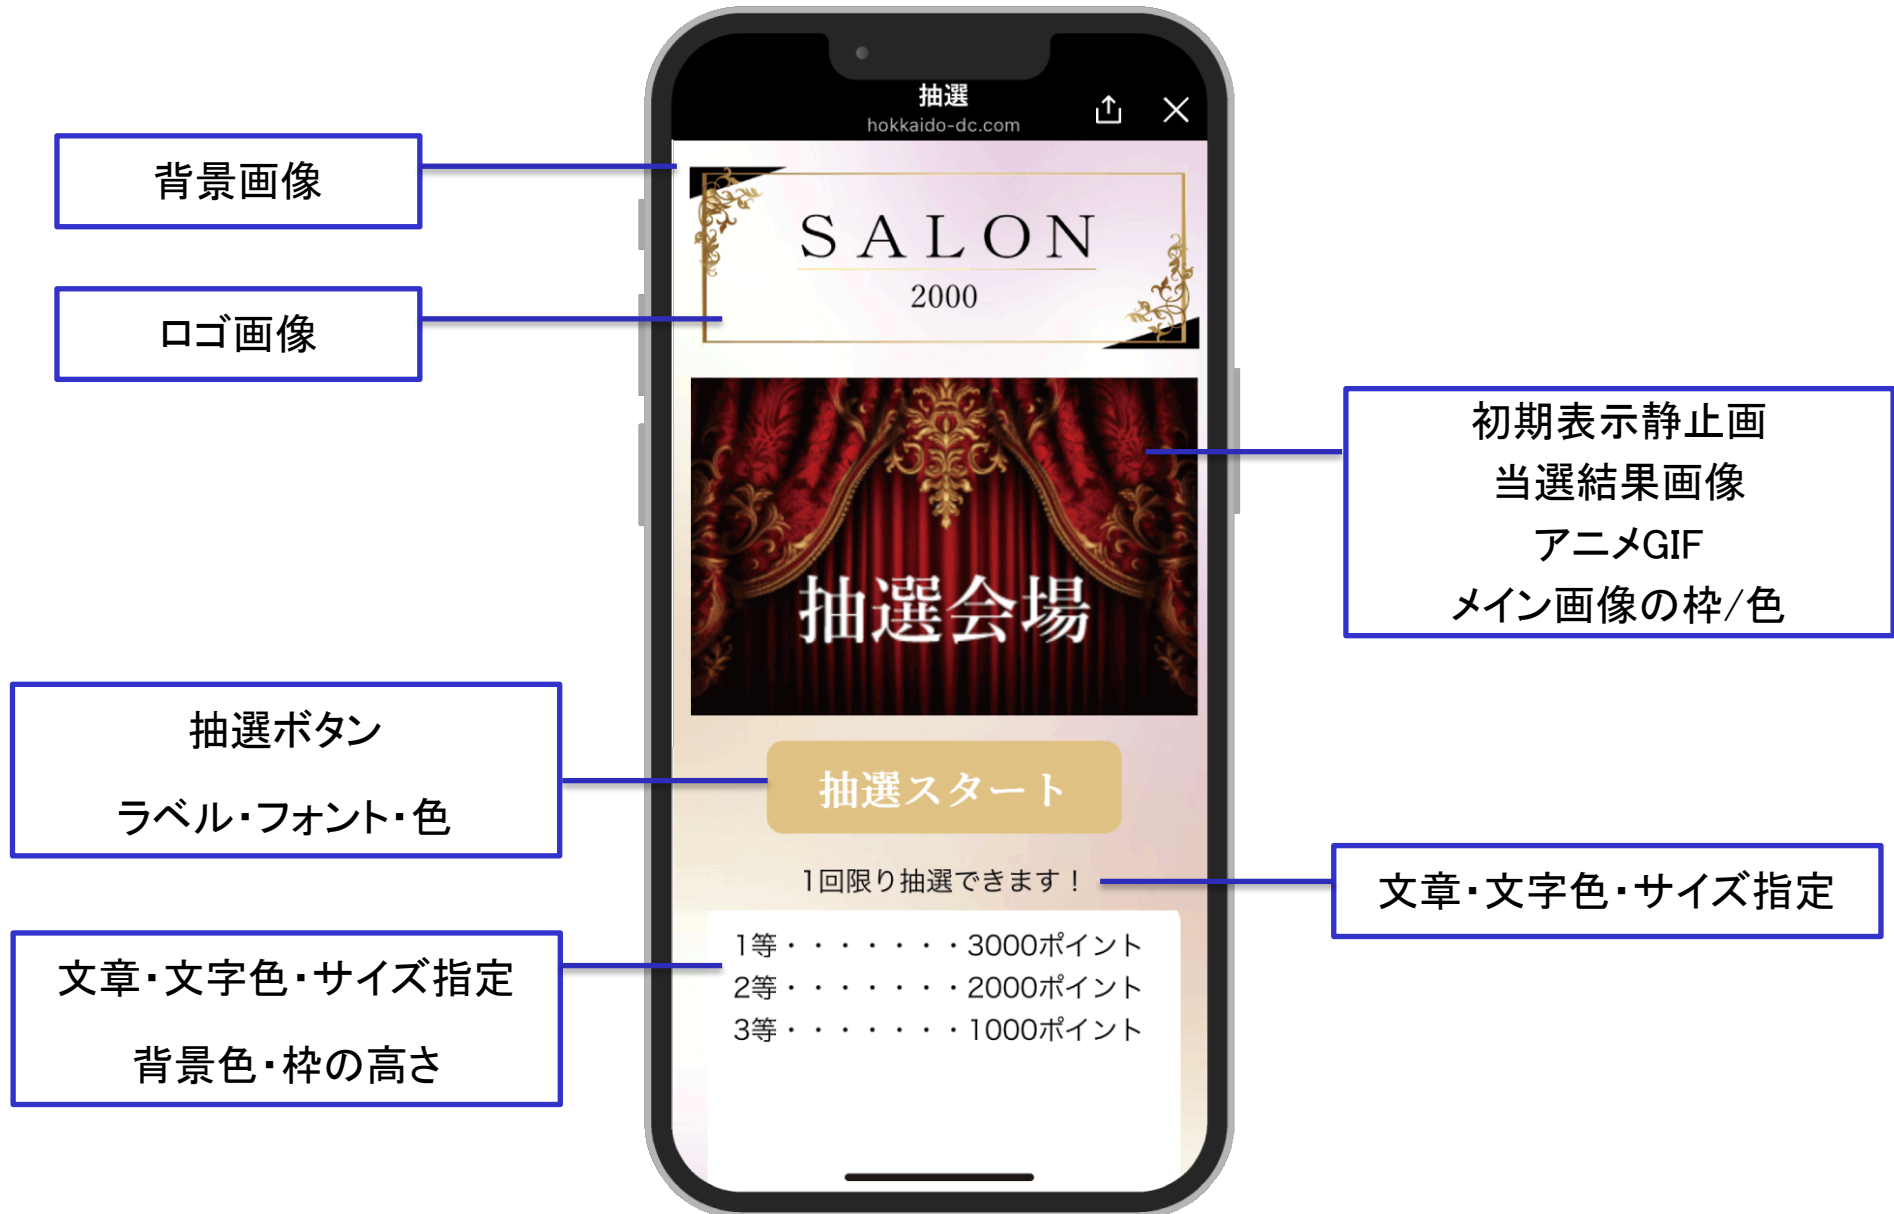 抽選
hokkaido-dc.com
背景画像
SALON
2000
ロゴ画像
初期表示静止画
当選結果画像
アニメGIF
メイン画像の枠/色
抽選会場
抽選ボタン
ラベル・フォント・色
抽選スタート
1回限り抽選できます！
文章・文字色・サイズ指定
文章・文字色・サイズ指定
背景色・枠の高さ
1等・・・・・・・3000ポイント
2等・・・・・・・2000ポイント
3等・・・・・・・1000ポイント